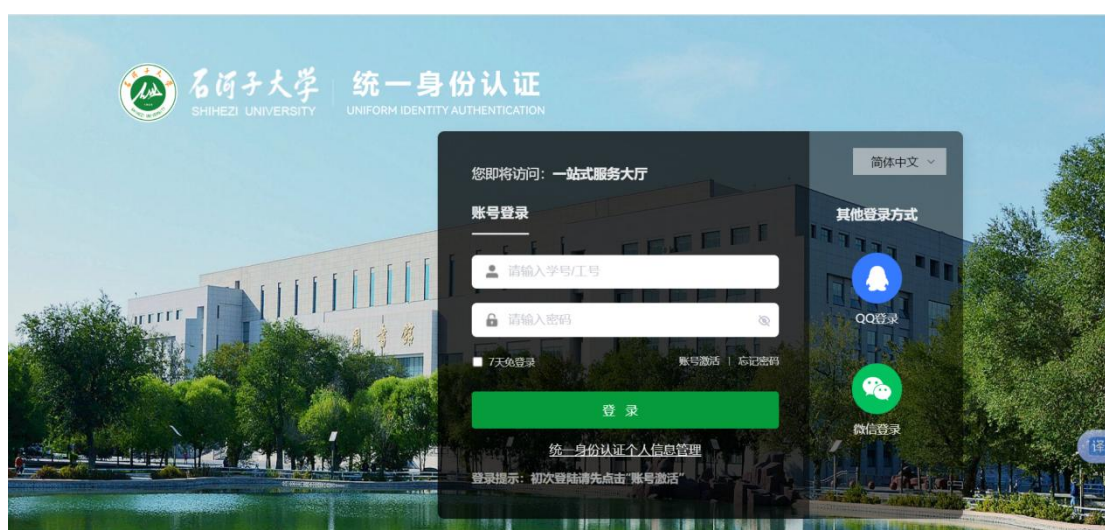 石河子大学
SHIHEZI UNIVERSITY
统一身份认证
UNIFORM IDENTITY AUTHENTICATION
您即将访问：一站式服务大厅
简体中文
账号登录
其他登录方式
请输入学号/工号
请输入密码
QQ登录
7天免登录
账号激活 | 忘记密码
登 录
微信登录
统一身份认证个人信息管理
登录提示：初次登陆请先点击"账号激活"
图书馆
译